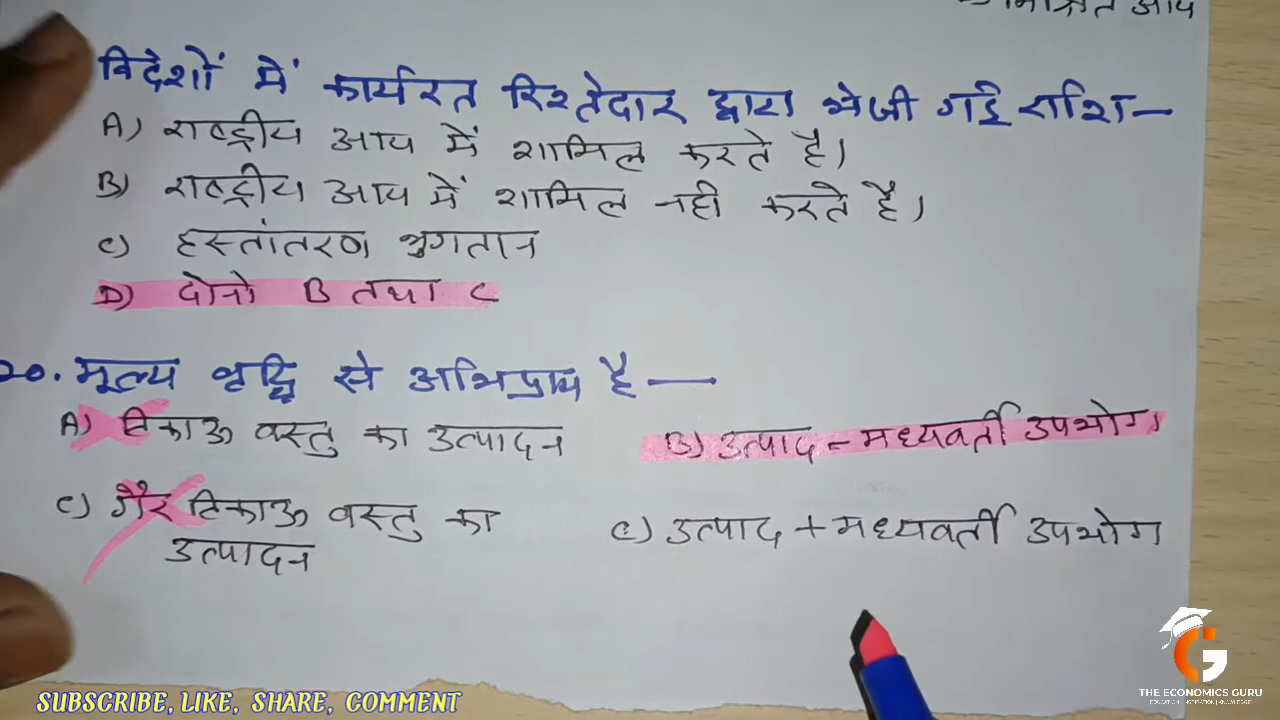 मिश्रित आय
विदेशों में कार्यरत रिश्तेदार द्वारा भेजी गई राशि—
A) राष्ट्रीय आय में शामिल करते है।
B) राष्ट्रीय आय में शामिल नही करते है।
C) हस्तांतरण भुगतान
D) दोनो B तथा C
20. मूल्य वृद्धि से अभिप्राय है —
A) टिकाऊ वस्तु का उत्पादन
B) उत्पाद - मध्यवर्ती उपभोग
C) गैर टिकाऊ वस्तु का
उत्पादन
C) उत्पाद + मध्यवर्ती उपभोग
THE ECONOMICS GURU
SUBSCRIBE, LIKE, SHARE, COMMENT